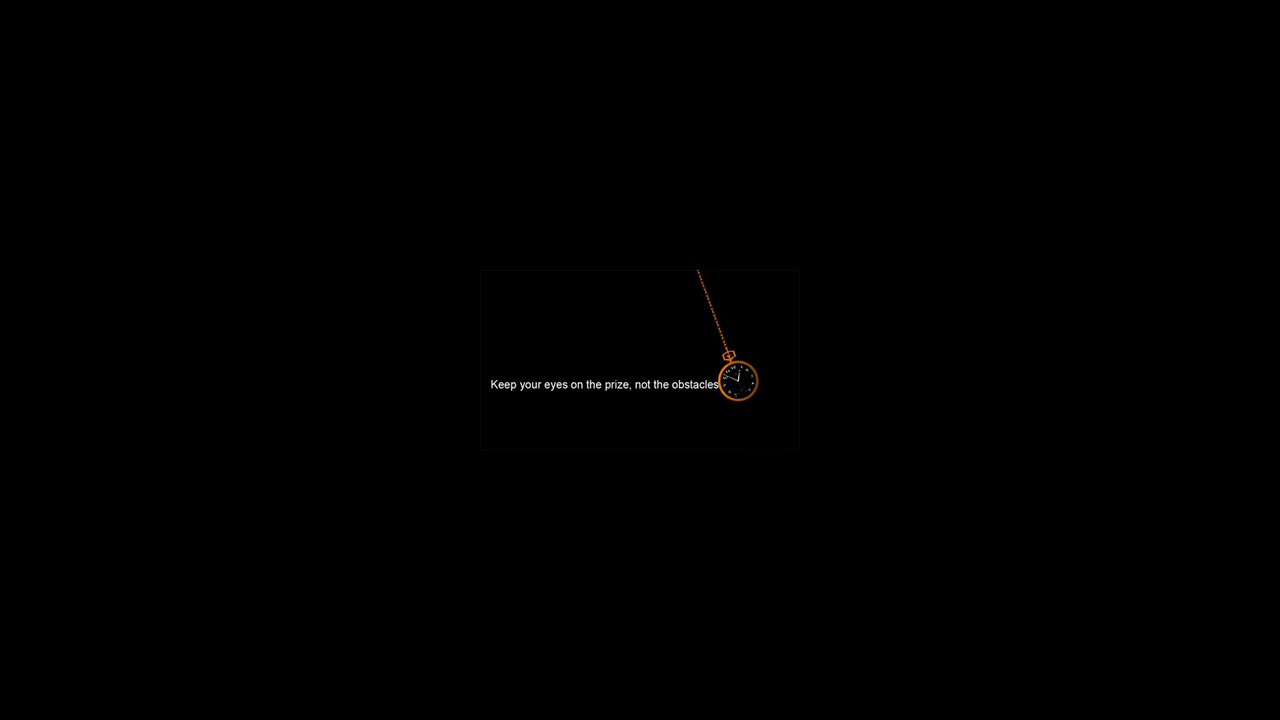 Keep your eyes on the prize, not the obstacles